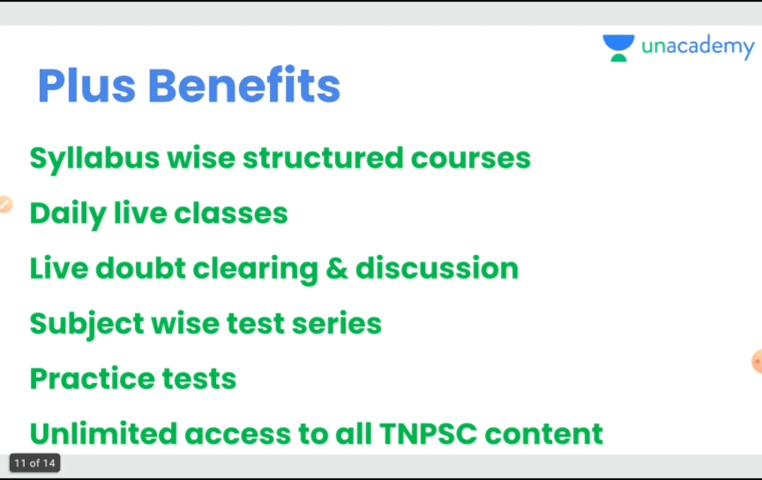 unacademy
Plus Benefits
Syllabus wise structured courses
Daily live classes
Live doubt clearing & discussion
Subject wise test series
Practice tests
Unlimited access to all TNPSC content
11 of 14